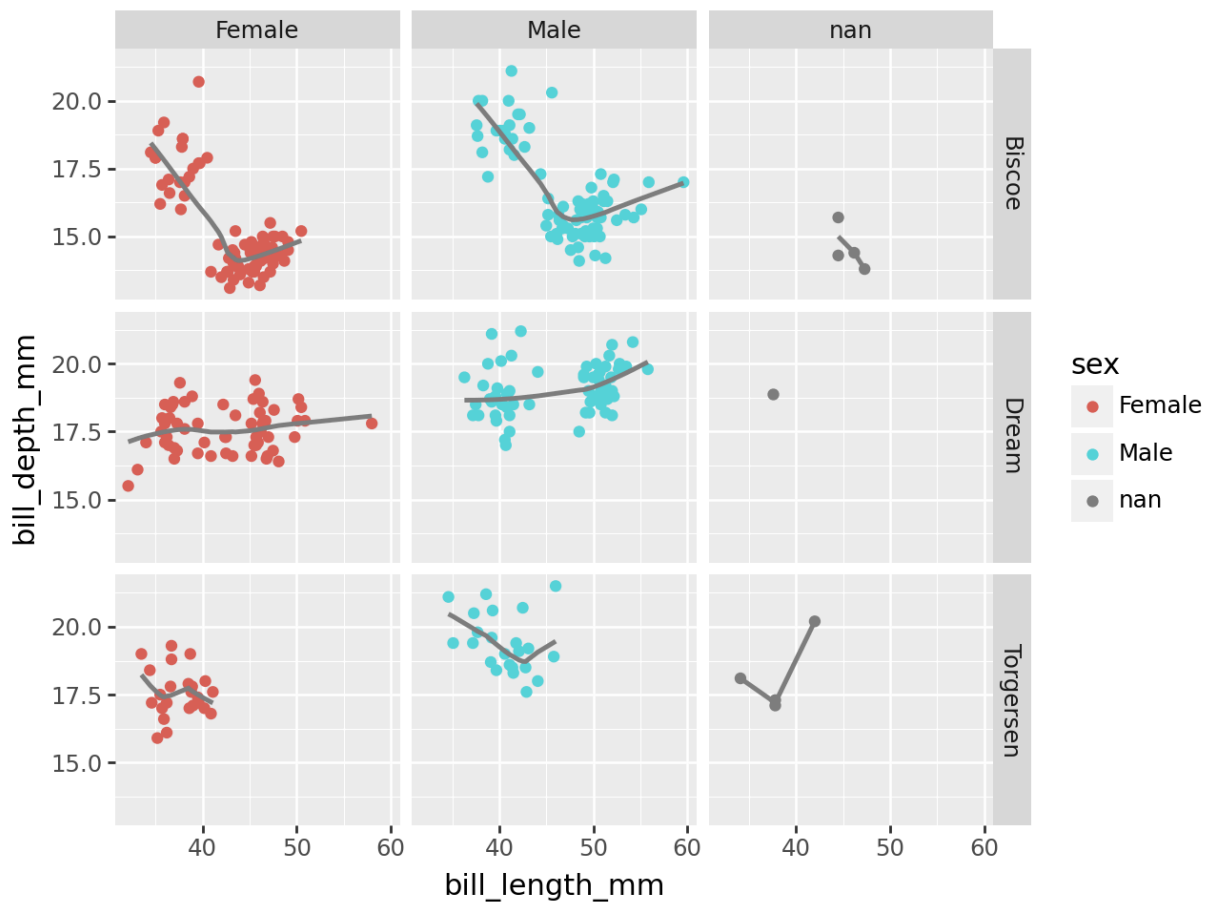 Female Male nan
20.0
17.5
15.0
Biscoe
20.0
17.5
15.0
Dream
20.0
17.5
15.0
Torgersen
40 50 60 40 50 60 40 50 60
bill_length_mm
bill_depth_mm
sex
Female
Male
nan